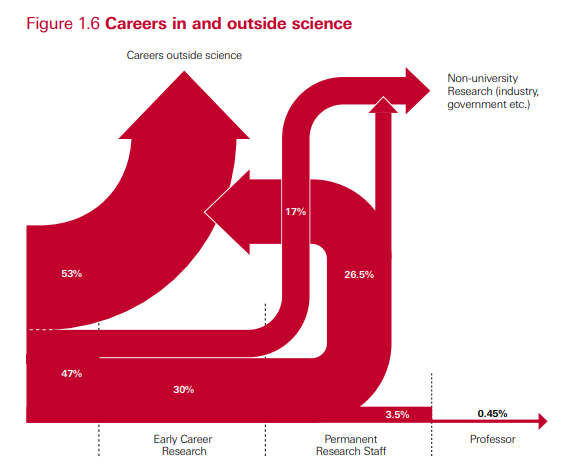 Figure 1.6 Careers in and outside science
Careers outside science
Non-university
Research (industry,
government etc.)
17%
53%
26.5%
47%
30%
3.5%
0.45%
Early Career
Research
Permanent
Research Staff
Professor